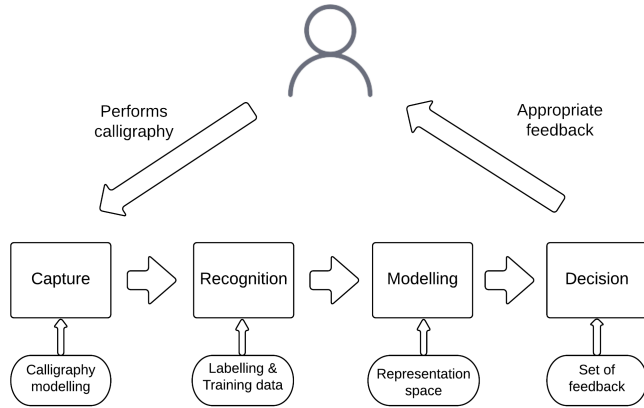 Performs
calligraphy
Appropriate
feedback
Capture
Recognition
Modelling
Decision
Calligraphy
modelling
Labelling &
Training data
Representation
space
Set of
feedback